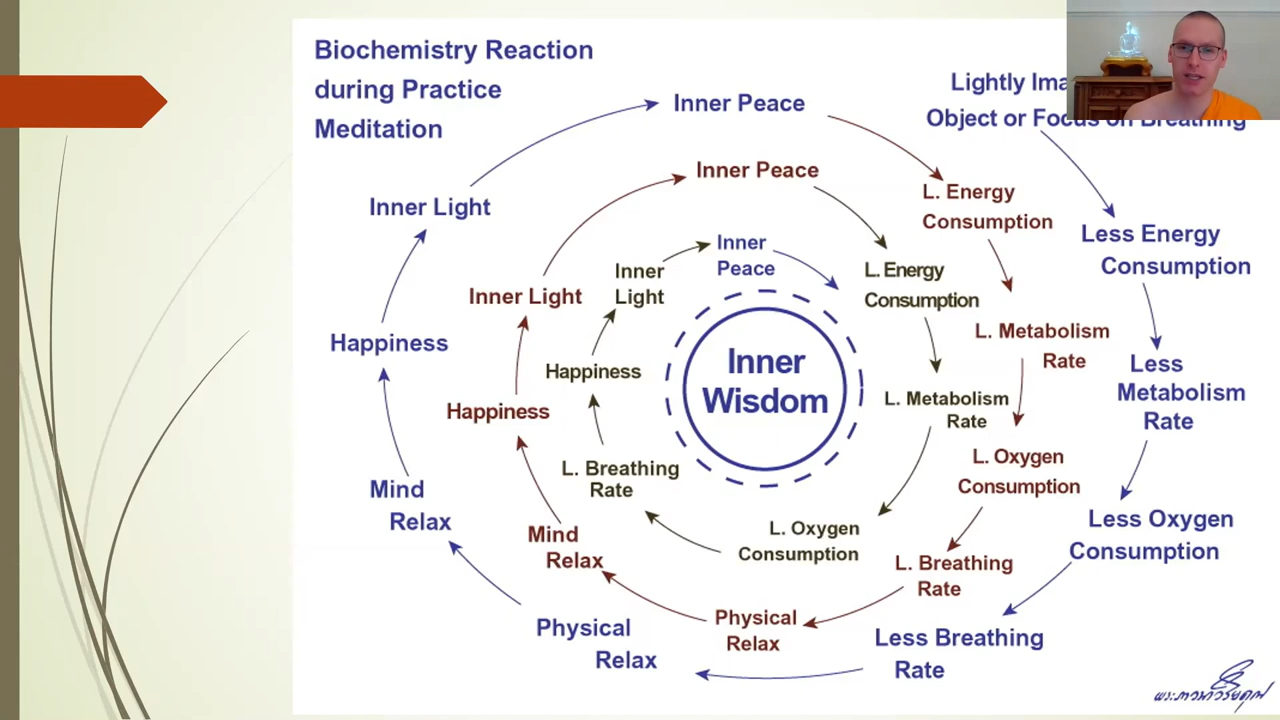 Biochemistry Reaction
during Practice
Meditation
Lightly
Object or Focus on Breathing
Less Energy
Consumption
Less
Metabolism
Rate
Less Oxygen
Consumption
Less Breathing
Rate
Physical
Relax
Mind
Relax
Happiness
Inner Light
Inner Peace
L. Energy
Consumption
L. Metabolism
Rate
L. Oxygen
Consumption
L. Breathing
Rate
Physical
Relax
Mind
Relax
Happiness
Inner Light
Inner Peace
L. Energy
Consumption
L. Metabolism
Rate
L. Oxygen
Consumption
L. Breathing
Rate
Happiness
Inner
Light
Inner
Peace
Inner
Wisdom